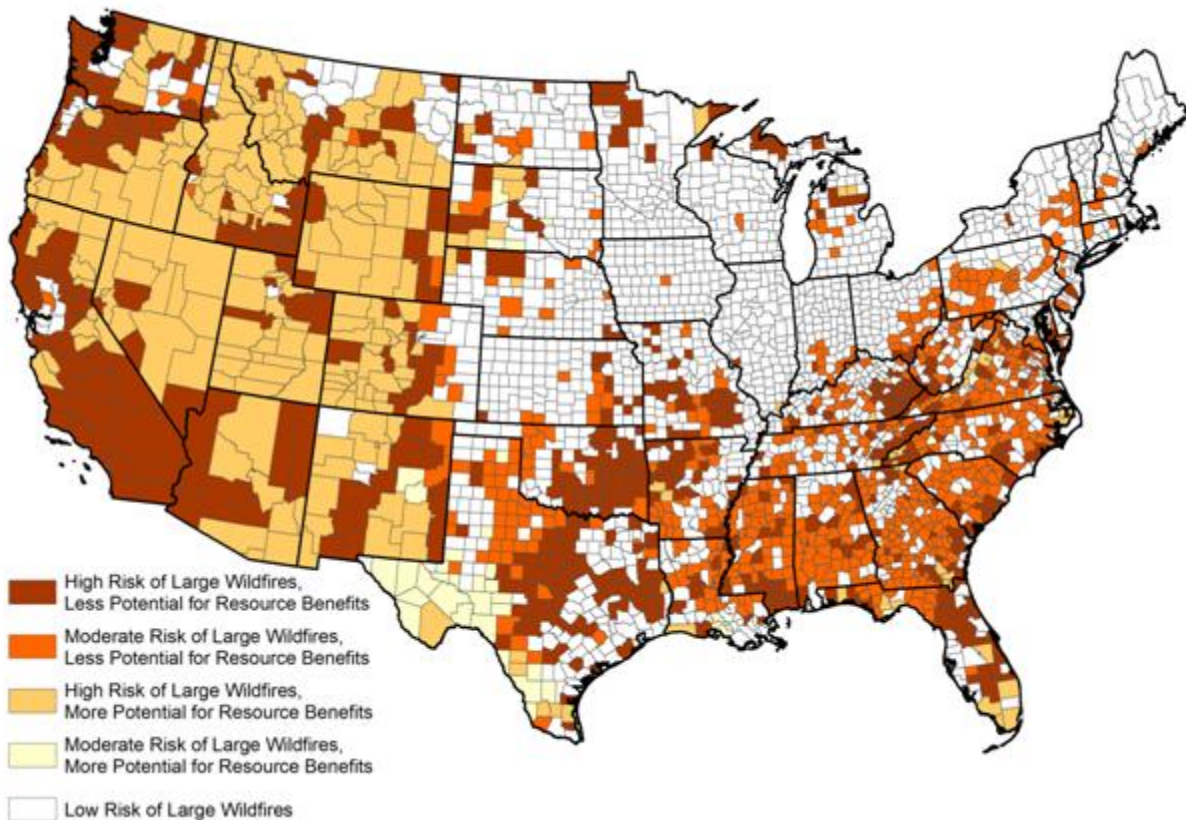 High Risk of Large Wildfires,
Less Potential for Resource Benefits
Moderate Risk of Large Wildfires,
Less Potential for Resource Benefits
High Risk of Large Wildfires,
More Potential for Resource Benefits
Moderate Risk of Large Wildfires,
More Potential for Resource Benefits
Low Risk of Large Wildfires